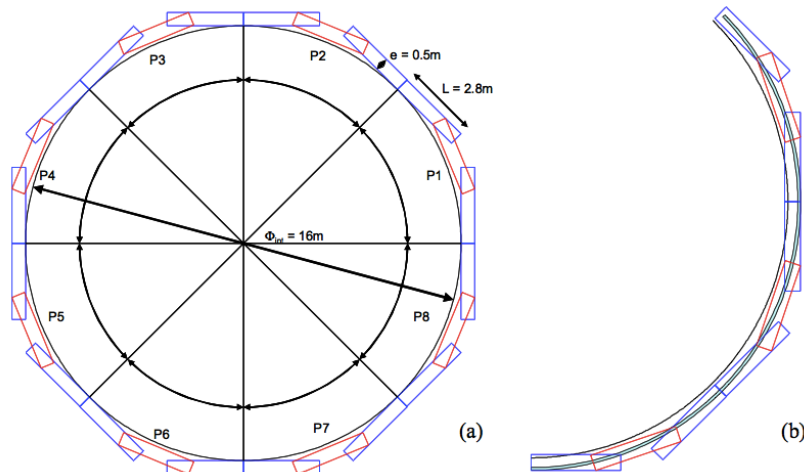 P3
P2
e = 0.5m
L = 2.8m
P4
P1
Φint = 16m
P5
P8
P6
P7
(a)
(b)